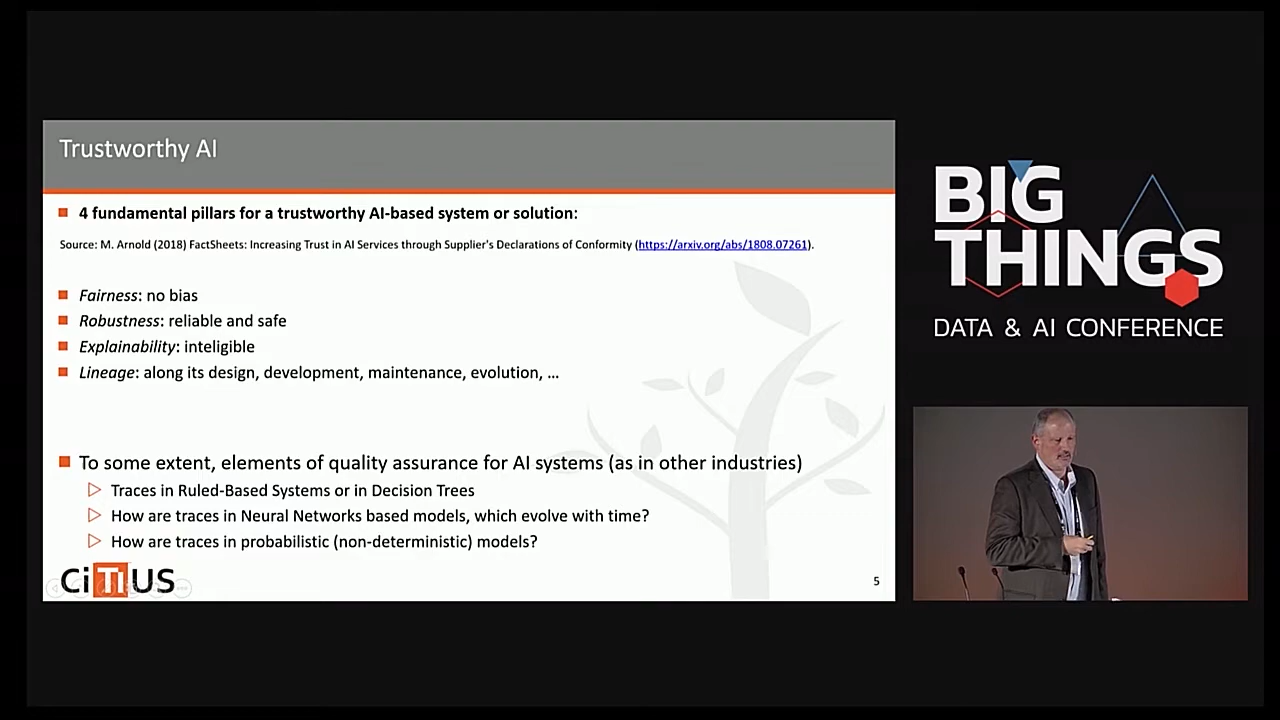 Trustworthy AI
4 fundamental pillars for a trustworthy AI-based system or solution:
Source: M. Arnold (2018) FactSheets: Increasing Trust in AI Services through Supplier's Declarations of Conformity (https://arxiv.org/abs/1808.07261).
Fairness: no bias
Robustness: reliable and safe
Explainability: inteligible
Lineage: along its design, development, maintenance, evolution, ...
To some extent, elements of quality assurance for AI systems (as in other industries)
Traces in Ruled-Based Systems or in Decision Trees
How are traces in Neural Networks based models, which evolve with time?
How are traces in probabilistic (non-deterministic) models?
CiTIUS
5
BIG
THINGS
DATA & AI CONFERENCE